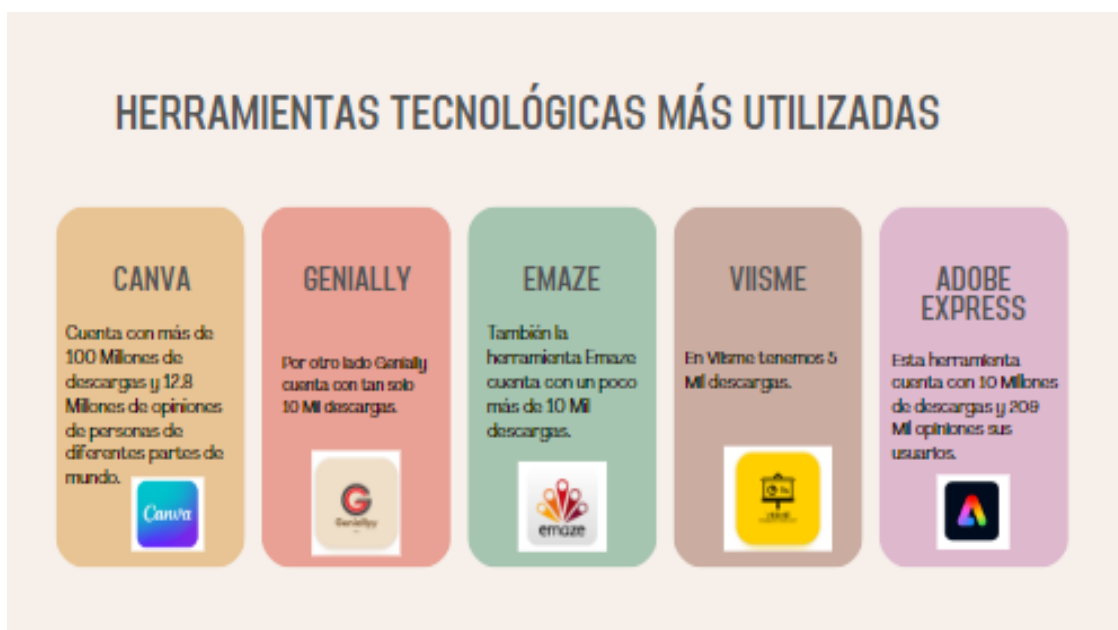 HERRAMIENTAS TECNOLÓGICAS MÁS UTILIZADAS
CANVA
Cuenta con más de
100 Millones de
descargas y 12.8
Millones de opiniones
de personas de
diferentes partes de
mundo.
Canva
GENIALLY
Por otro lado Genially
cuenta con tan solo
10 Mil descargas.
G
EMAZE
También la
herramienta Emaze
cuenta con un poco
más de 10 Mil
descargas.
emaze
VIISME
En Viisme tenemos 5
Mil descargas.
ADOBE
EXPRESS
Esta herramienta
cuenta con 10 Millones
de descargas y 209
Mil opiniones sus
usuarios.